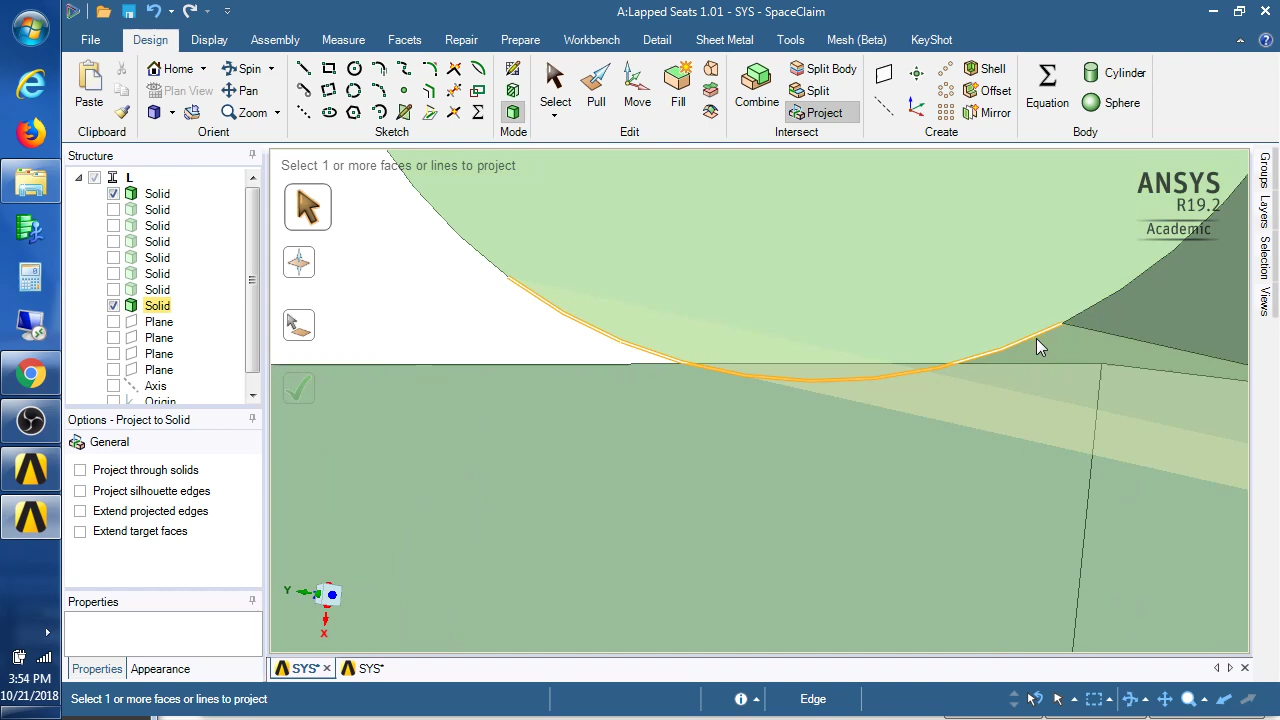 A:Lapped Seats 1.01 - SYS - SpaceClaim
File Design Display Assembly Measure Facets Repair Prepare Workbench Detail Sheet Metal Tools Mesh (Beta) KeyShot
Paste
Home
Spin
Plan View
Pan
Zoom
Select
Pull
Move
Fill
Combine
Split Body
Split
Project
Shell
Offset
Mirror
Equation
Cylinder
Sphere
Clipboard Orient Sketch Mode Edit Intersect Create Body
Structure
L
Solid
Solid
Solid
Solid
Solid
Solid
Solid
Solid
Plane
Plane
Plane
Plane
Axis
Origin
Options - Project to Solid
General
Project through solids
Project silhouette edges
Extend projected edges
Extend target faces
Properties
Properties Appearance
Select 1 or more faces or lines to project
ANSYS
R19.2
Academic
Groups
Layers
Selection
Views
Y
X
SYS* SYS*
Select 1 or more faces or lines to project
Edge
3:54 PM
10/21/2018